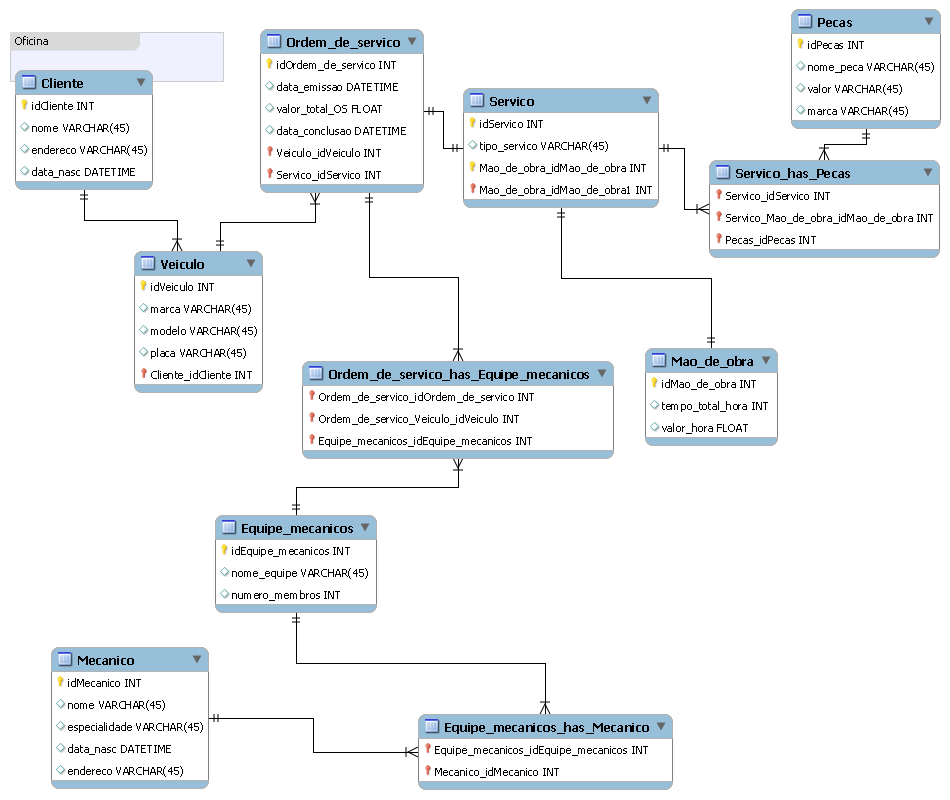 Oficina
Cliente
idCliente INT
nome VARCHAR(45)
endereco VARCHAR(45)
data_nasc DATETIME
Ordem_de_servico
idOrdem_de_servico INT
data_emissao DATETIME
valor_total_OS FLOAT
data_conclusao DATETIME
Veiculo_idVeiculo INT
Servico_idServico INT
Servico
idServico INT
tipo_servico VARCHAR(45)
Mao_de_obra_idMao_de_obra INT
Mao_de_obra_idMao_de_obra1 INT
Pecas
idPecas INT
nome_peca VARCHAR(45)
valor VARCHAR(45)
marca VARCHAR(45)
Servico_has_Pecas
Servico_idServico INT
Servico_Mao_de_obra_idMao_de_obra INT
Pecas_idPecas INT
Veiculo
idVeiculo INT
marca VARCHAR(45)
modelo VARCHAR(45)
placa VARCHAR(45)
Cliente_idCliente INT
Ordem_de_servico_has_Equipe_mecanicos
Ordem_de_servico_idOrdem_de_servico INT
Ordem_de_servico_Veiculo_idVeiculo INT
Equipe_mecanicos_idEquipe_mecanicos INT
Mao_de_obra
idMao_de_obra INT
tempo_total_hora INT
valor_hora FLOAT
Equipe_mecanicos
idEquipe_mecanicos INT
nome_equipe VARCHAR(45)
numero_membros INT
Mecanico
idMecanico INT
nome VARCHAR(45)
especialidade VARCHAR(45)
data_nasc DATETIME
endereco VARCHAR(45)
Equipe_mecanicos_has_Mecanico
Equipe_mecanicos_idEquipe_mecanicos INT
Mecanico_idMecanico INT